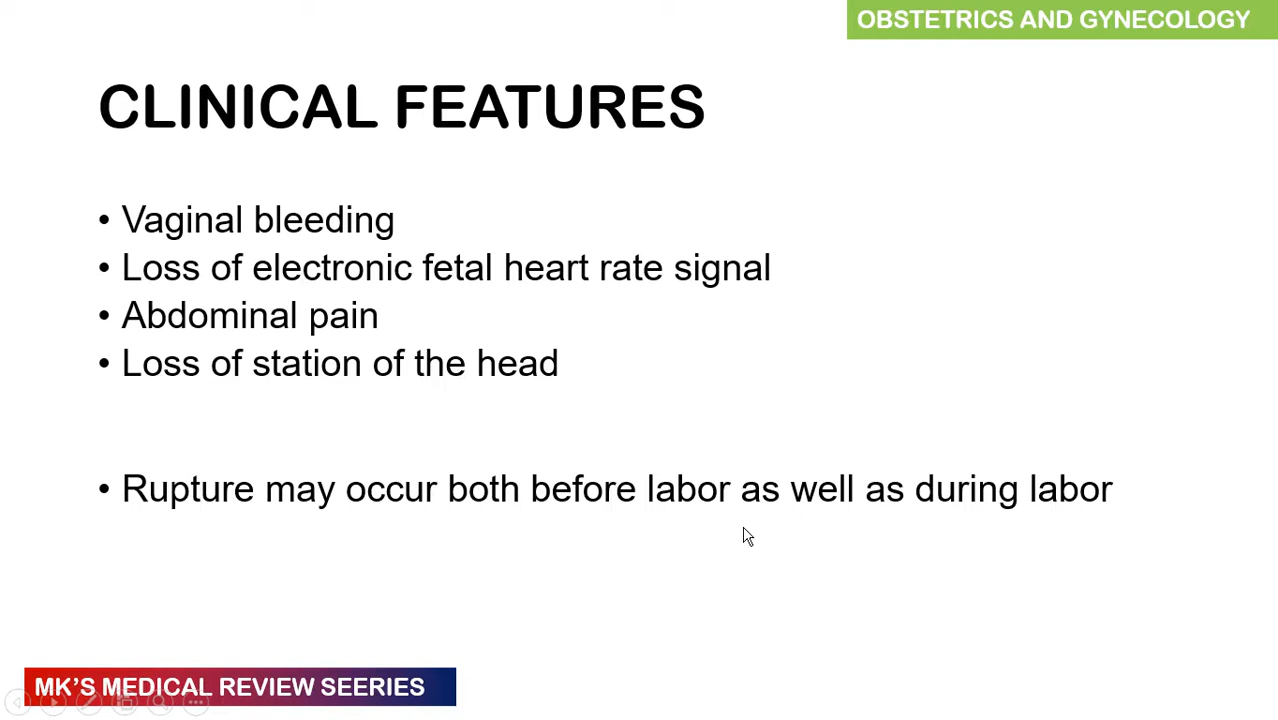 OBSTETRICS AND GYNECOLOGY
CLINICAL FEATURES
• Vaginal bleeding
• Loss of electronic fetal heart rate signal
• Abdominal pain
• Loss of station of the head
• Rupture may occur both before labor as well as during labor
MK'S MEDICAL REVIEW SEERIES